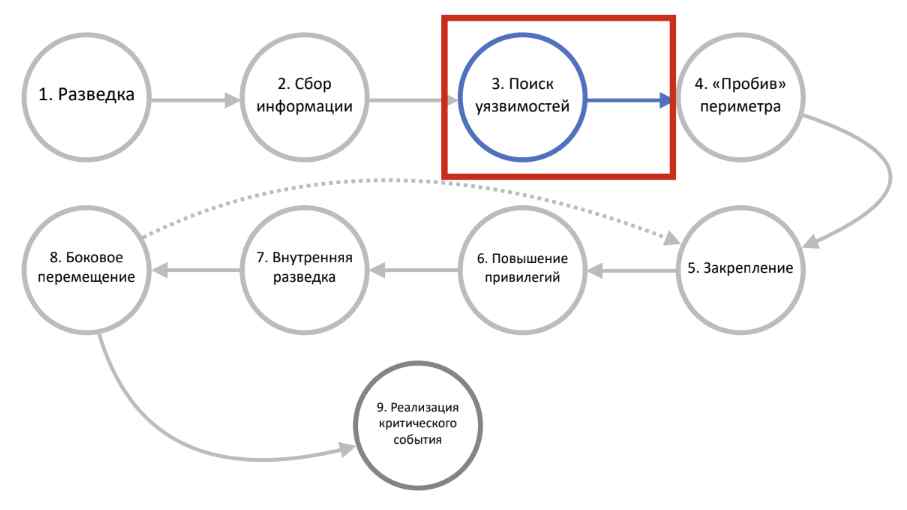 1. Разведка
2. Сбор
информации
3. Поиск
уязвимостей
4. «Пробив»
периметра
5. Закрепление
6. Повышение
привилегий
7. Внутренняя
разведка
8. Боковое
перемещение
9. Реализация
критического
события